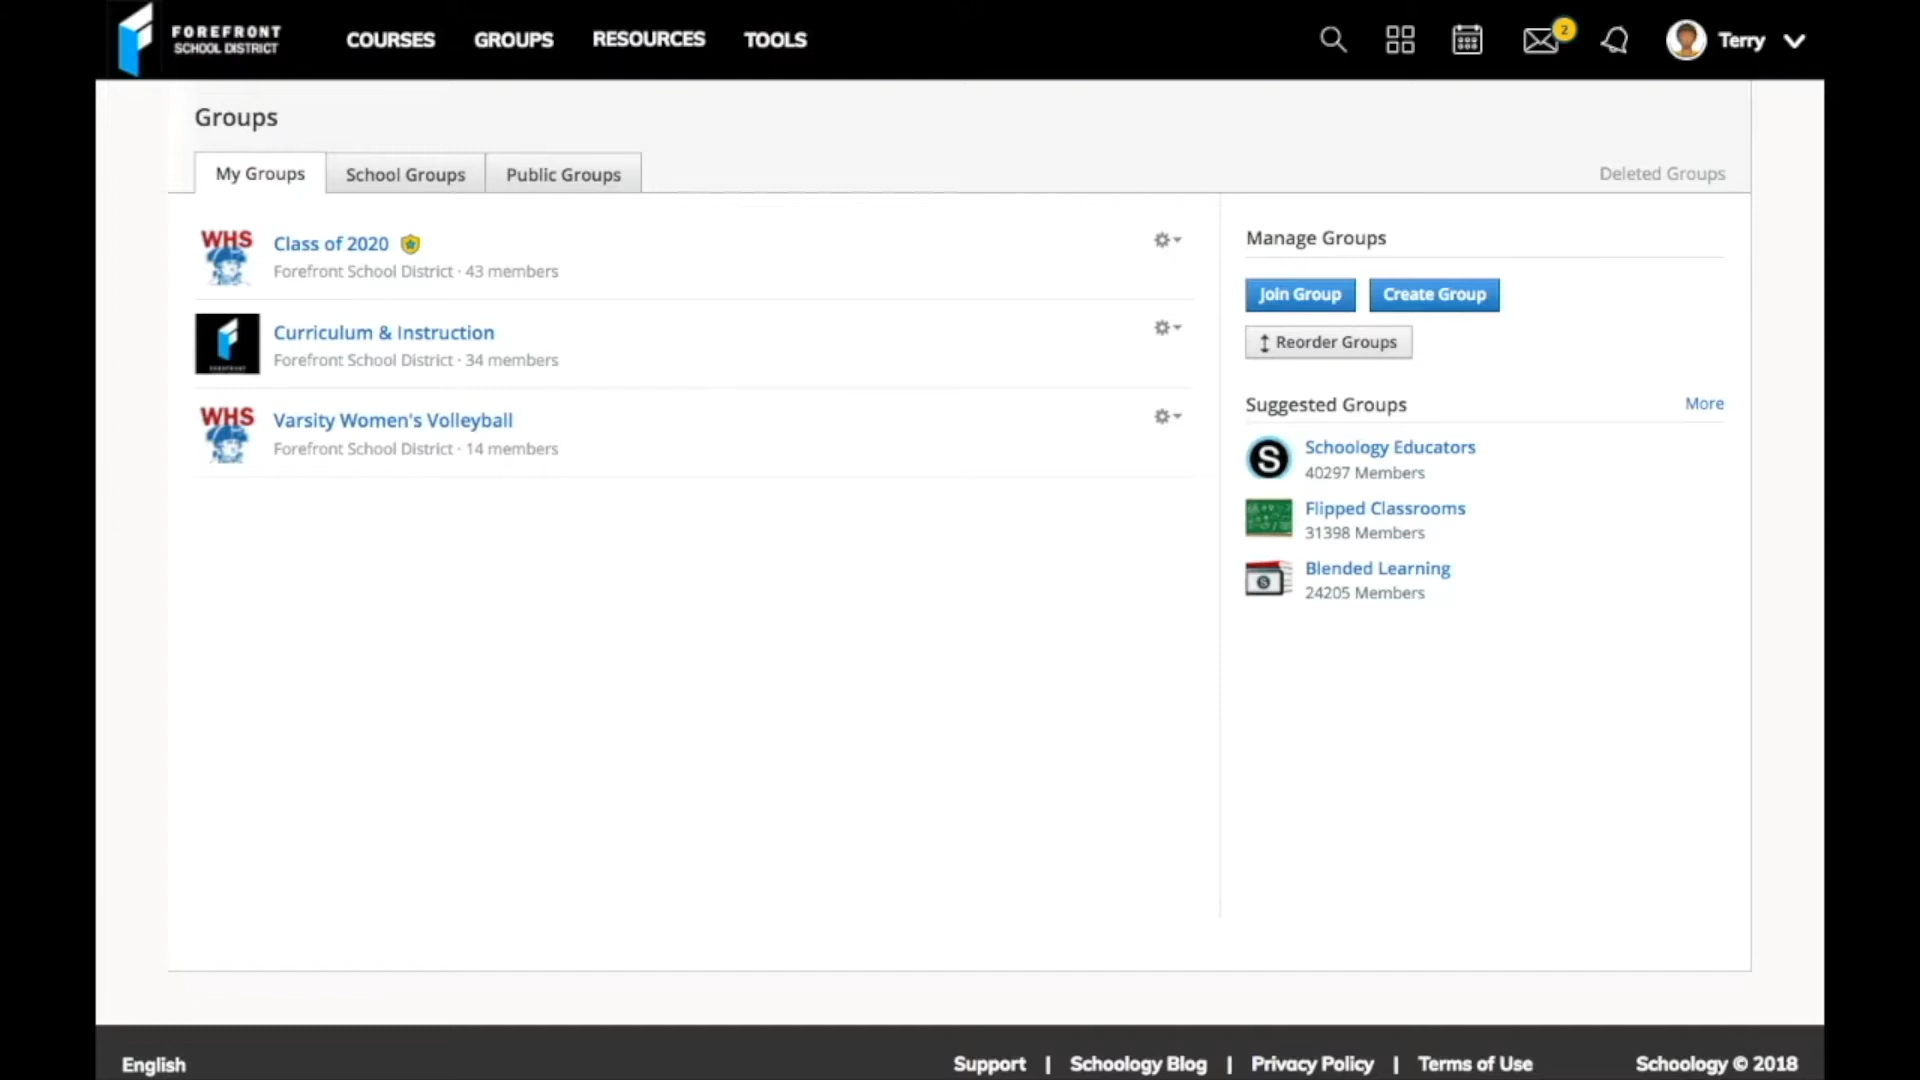 FOREFRONT
SCHOOL DISTRICT
COURSES GROUPS RESOURCES TOOLS
2
Terry
Groups
My Groups School Groups Public Groups
Deleted Groups
WHS
Class of 2020
Forefront School District · 43 members
Curriculum & Instruction
Forefront School District · 34 members
WHS
Varsity Women's Volleyball
Forefront School District · 14 members
Manage Groups
Join Group Create Group
Reorder Groups
Suggested Groups More
S
Schoology Educators
40297 Members
Flipped Classrooms
31398 Members
S
Blended Learning
24205 Members
English Support | Schoology Blog | Privacy Policy | Terms of Use Schoology © 2018